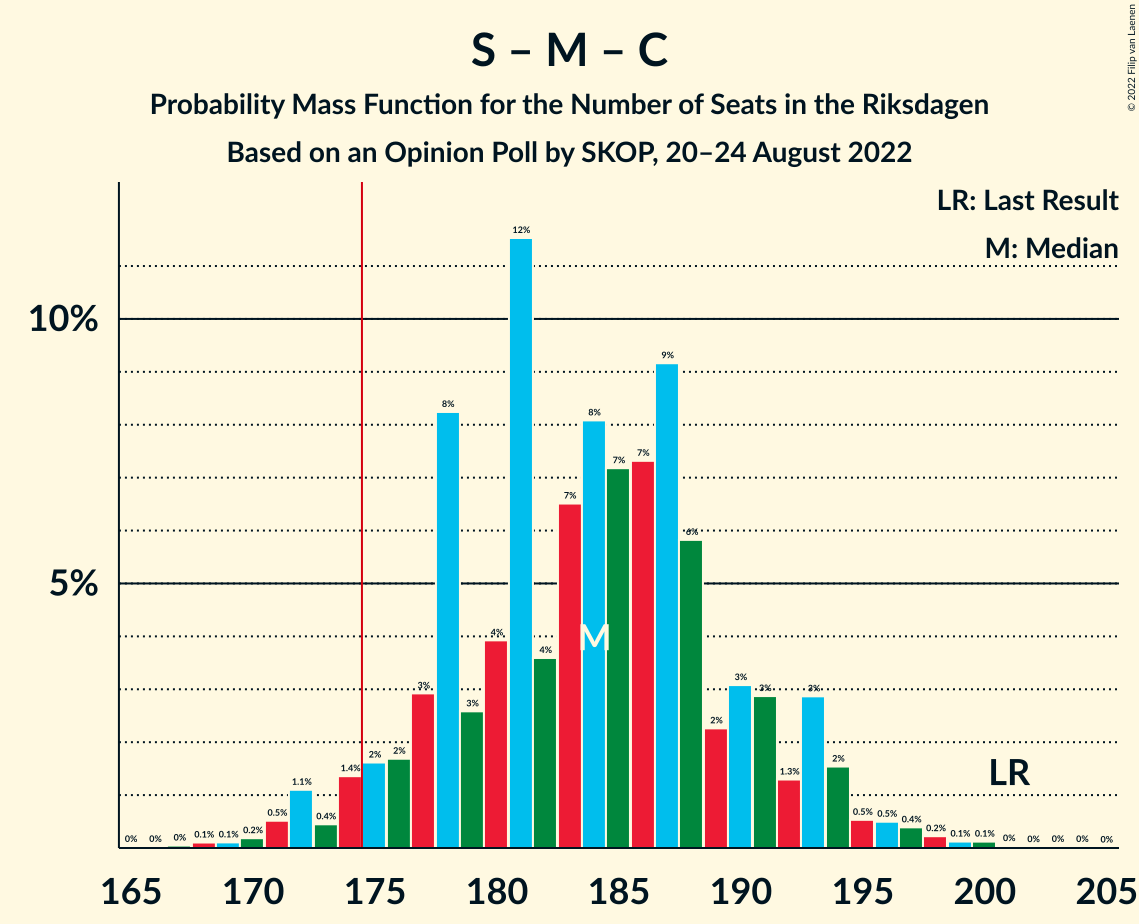 S – M – C
Probability Mass Function for the Number of Seats in the Riksdagen
Based on an Opinion Poll by SKOP, 20–24 August 2022
© 2022 Filip van Laenen
LR: Last Result
M: Median
10%
5%
0% 0% 0% 0.1% 0.1% 0.2% 0.5% 1.1% 0.4% 1.4% 2% 2% 3% 8% 3% 4% 12% 4% 7% 8% 7% 7% 9% 6% 2% 3% 3% 1.3% 3% 2% 0.5% 0.5% 0.4% 0.2% 0.1% 0.1% 0% 0% 0% 0% 0%
M
LR
165 170 175 180 185 190 195 200 205